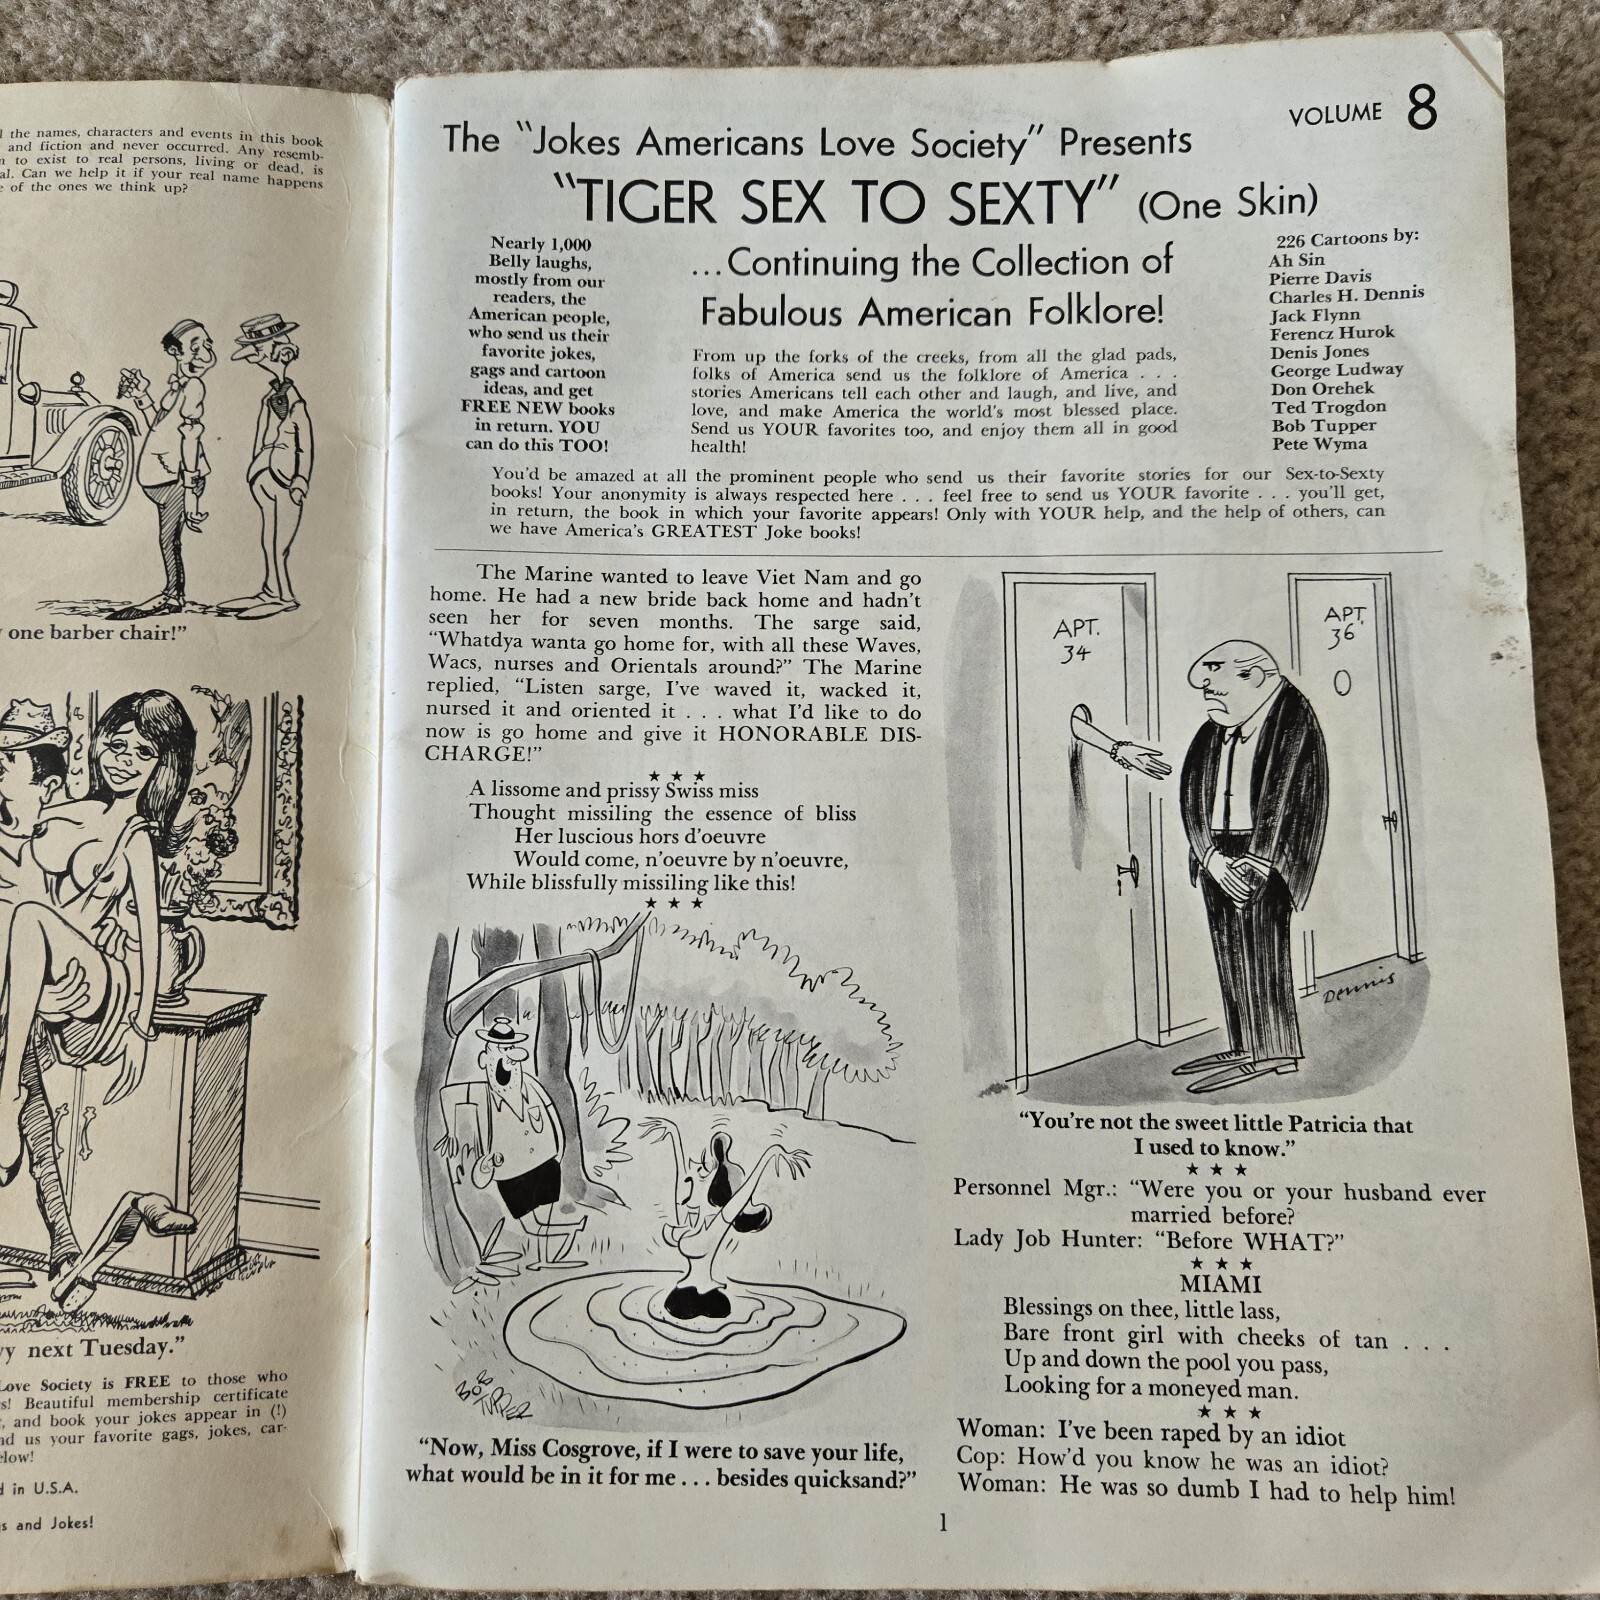 l the names, characters and events in this book
and fiction and never occurred. Any resemb-
to exist to real persons, living or dead, is
al. Can we help it if your real name happens
of the ones we think up?
one barber chair!"
vy next Tuesday."
Love Society is FREE to those who
s! Beautiful membership certificate
, and book your jokes appear in (!)
nd us your favorite gags, jokes, car-
elow!
d in U.S.A.
gs and Jokes!
VOLUME 8
The "Jokes Americans Love Society" Presents
"TIGER SEX TO SEXTY" (One Skin)
Nearly 1,000
Belly laughs,
mostly from our
readers, the
American people,
who send us their
favorite jokes,
gags and cartoon
ideas, and get
FREE NEW books
in return. YOU
can do this TOO!
...Continuing the Collection of
Fabulous American Folklore!
From up the forks of the creeks, from all the glad pads,
folks of America send us the folklore of America . . .
stories Americans tell each other and laugh, and live, and
love, and make America the world's most blessed place.
Send us YOUR favorites too, and enjoy them all in good
health!
226 Cartoons by:
Ah Sin
Pierre Davis
Charles H. Dennis
Jack Flynn
Ferencz Hurok
Denis Jones
George Ludway
Don Orehek
Ted Trogdon
Bob Tupper
Pete Wyma
You'd be amazed at all the prominent people who send us their favorite stories for our Sex-to-Sexty
books! Your anonymity is always respected here . . . feel free to send us YOUR favorite . . . you'll get,
in return, the book in which your favorite appears! Only with YOUR help, and the help of others, can
we have America's GREATEST Joke books!
The Marine wanted to leave Viet Nam and go
home. He had a new bride back home and hadn't
seen her for seven months. The sarge said,
"Whatdya wanta go home for, with all these Waves,
Wacs, nurses and Orientals around?" The Marine
replied, "Listen sarge, I've waved it, wacked it,
nursed it and oriented it . . . what I'd like to do
now is go home and give it HONORABLE DIS-
CHARGE!"
★ ★ ★
A lissome and prissy Swiss miss
Thought missiling the essence of bliss
Her luscious hors d'oeuvre
Would come, n'oeuvre by n'oeuvre,
While blissfully missiling like this!
★ ★ ★
BOB TUPPER
"Now, Miss Cosgrove, if I were to save your life,
what would be in it for me . . . besides quicksand?"
APT.
34
APT.
36
Dennis
"You're not the sweet little Patricia that
I used to know."
★ ★ ★
Personnel Mgr.: "Were you or your husband ever
married before?
Lady Job Hunter: "Before WHAT?"
★ ★ ★
MIAMI
Blessings on thee, little lass,
Bare front girl with cheeks of tan . . .
Up and down the pool you pass,
Looking for a moneyed man.
★ ★ ★
Woman: I've been raped by an idiot
Cop: How'd you know he was an idiot?
Woman: He was so dumb I had to help him!
1